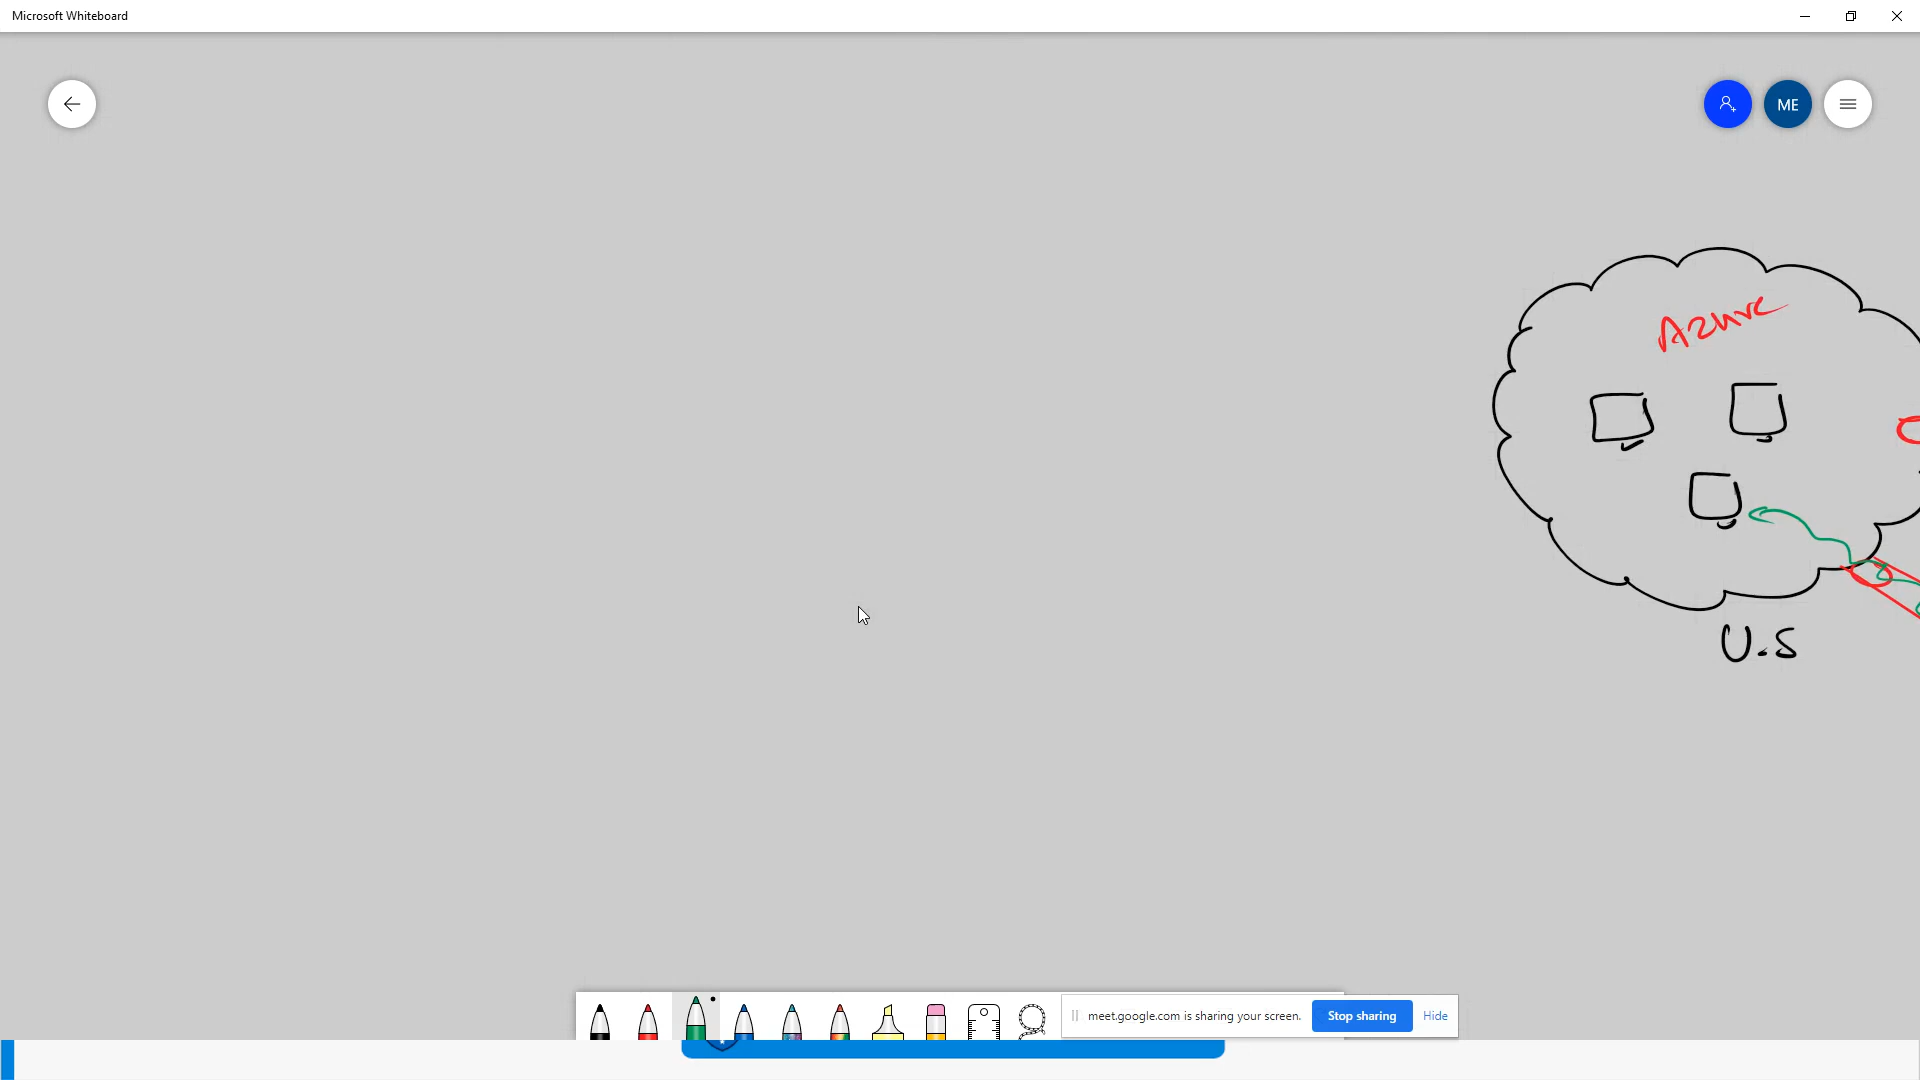 Microsoft Whiteboard
ME
Azure
U.S
meet.google.com is sharing your screen.
Stop sharing
Hide